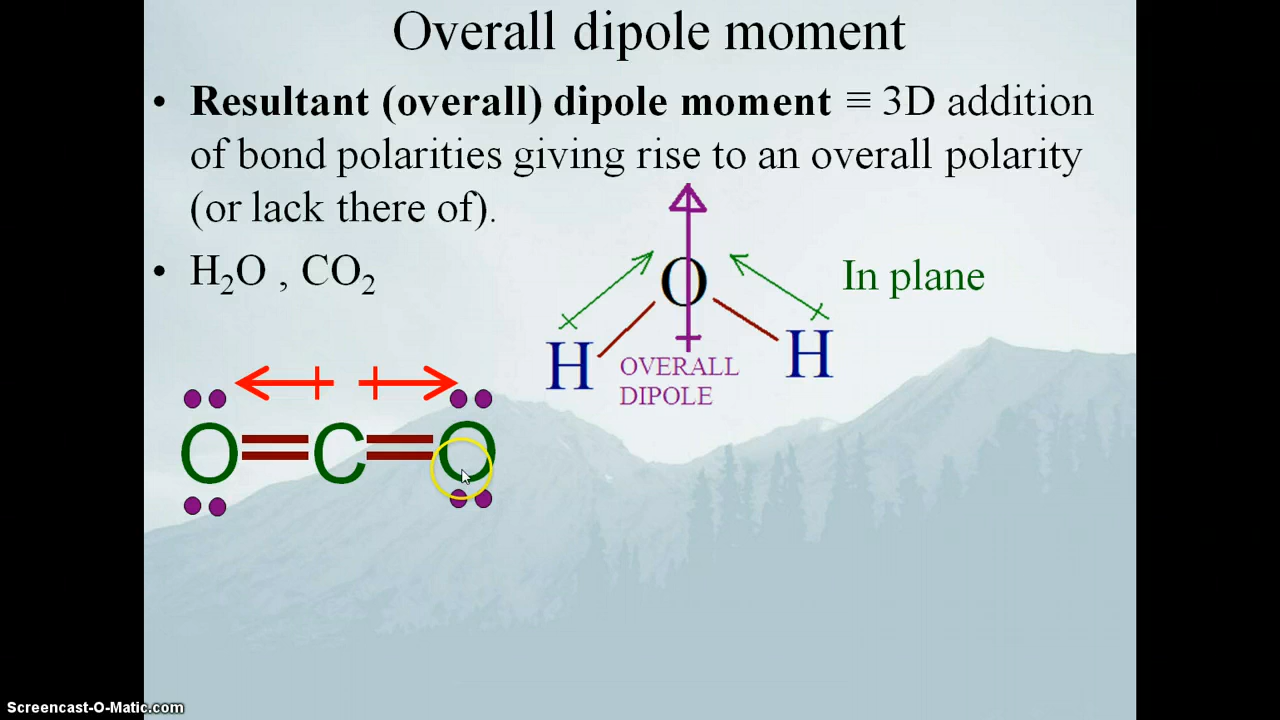 Overall dipole moment
• Resultant (overall) dipole moment ≡ 3D addition
of bond polarities giving rise to an overall polarity
(or lack there of).
• H₂O , CO₂
O
In plane
H
H
OVERALL
DIPOLE
O=C=O
Screencast-O-Matic.com